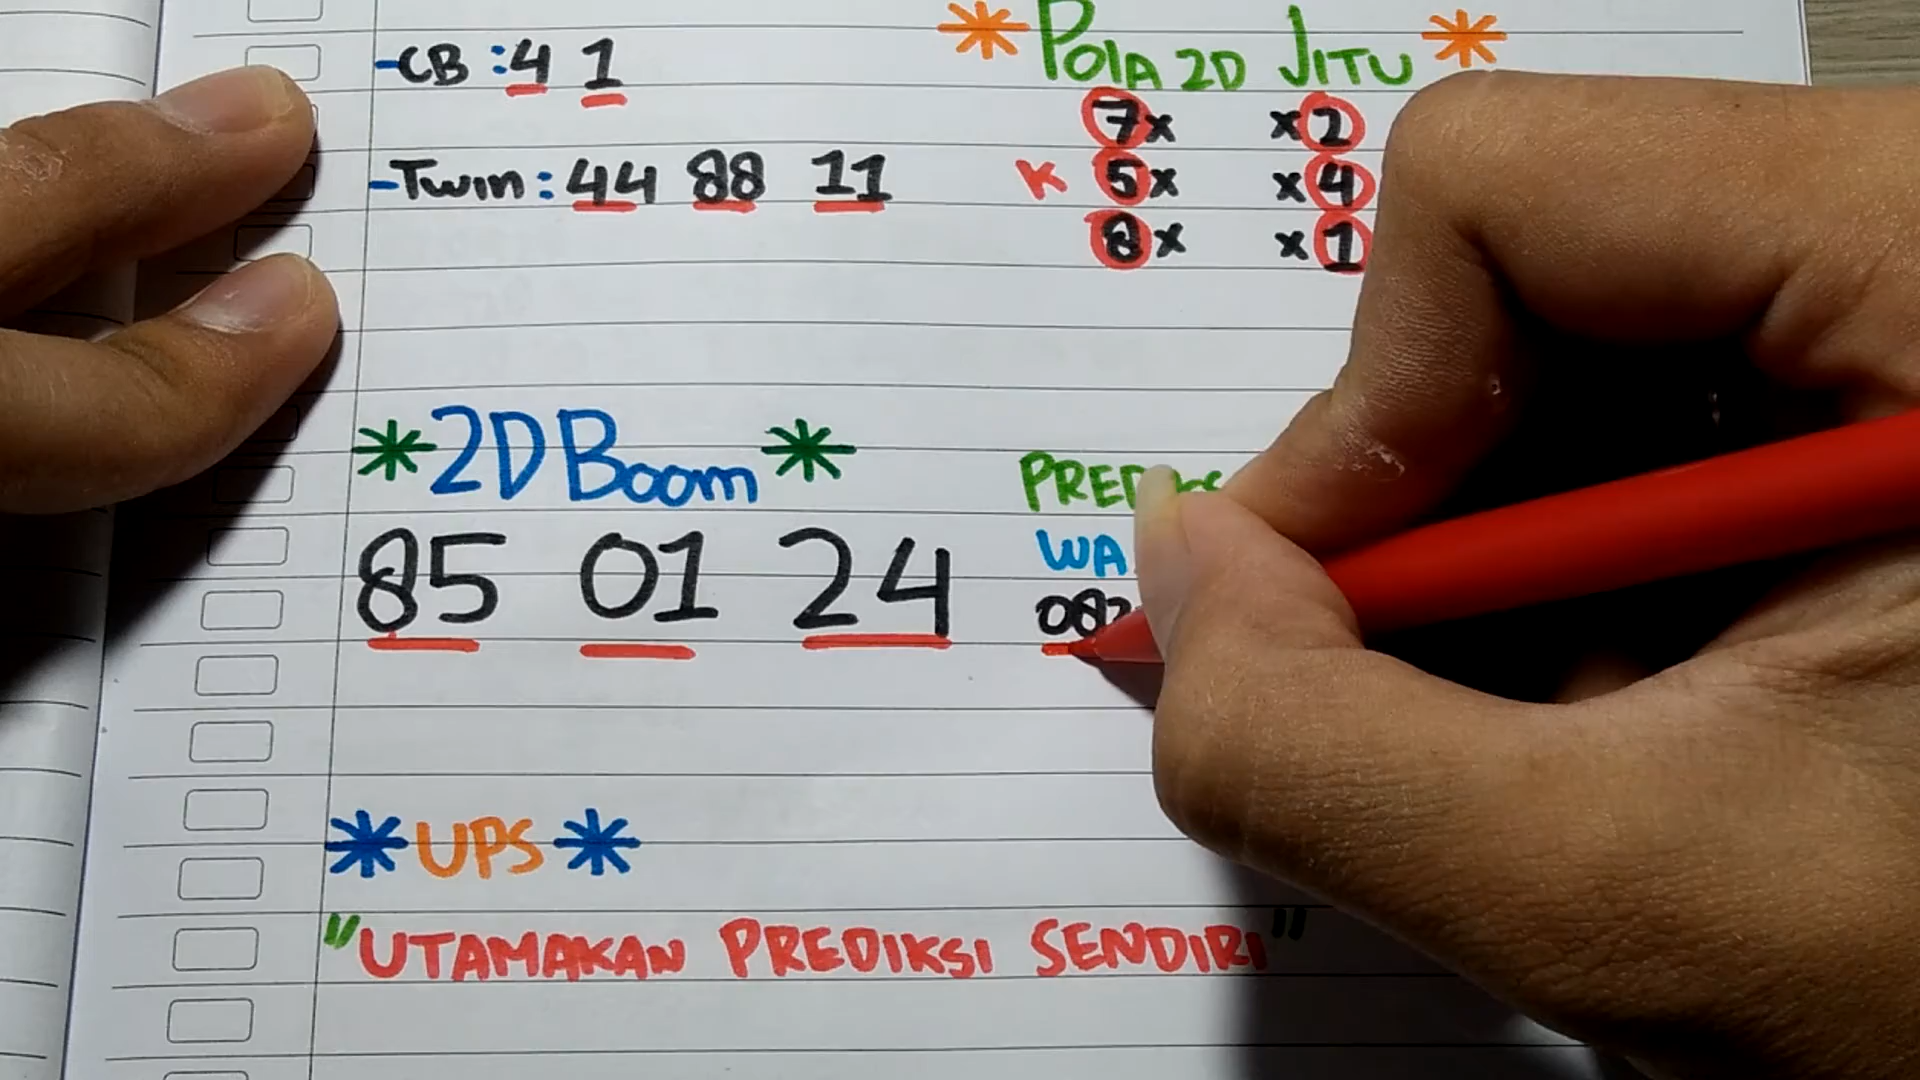 -CB : 4 1
-Twin : 44 88 11
* Pola 2D JITU *
7x x2
K 5x x4
8x x1
* 2D Boom *
85 01 24
WA
* UPS *
"UTAMAKAN PREDIKSI SENDIRI"